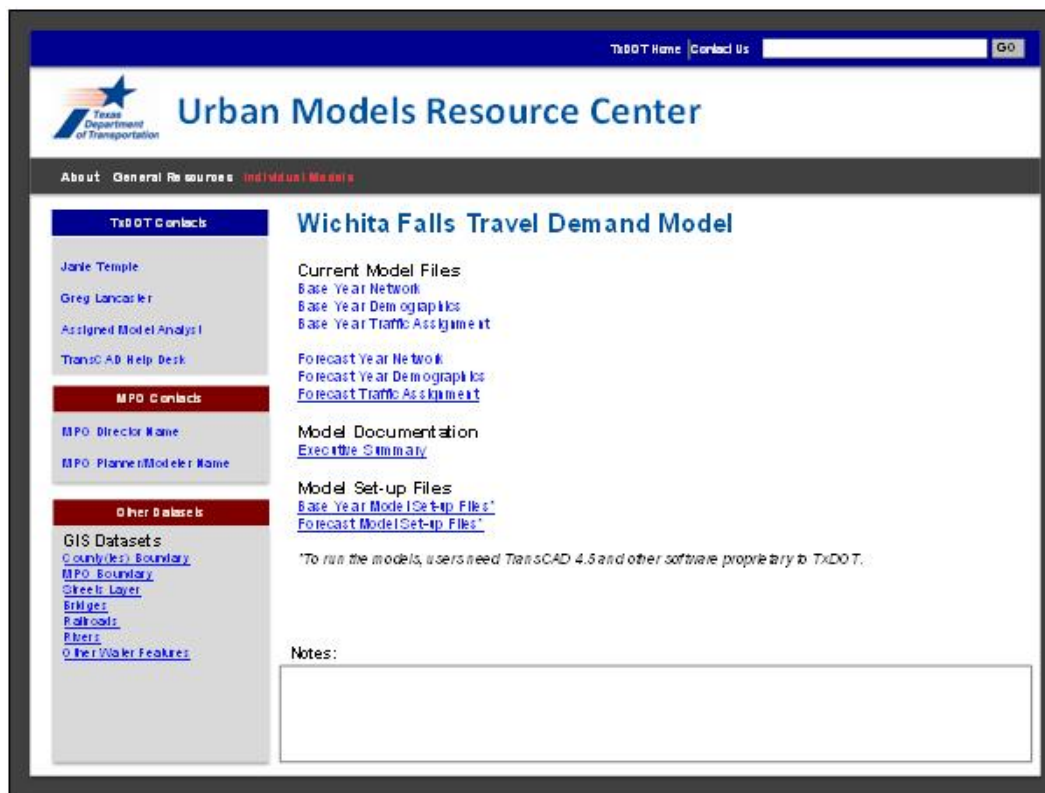 TxDOT Home | Contact Us GO
Texas
Department
of Transportation
Urban Models Resource Center
About General Resources Individual Models
TxDOT Contacts
Janie Temple
Greg Lancaster
Assigned Model Analyst
TransCAD Help Desk
MPO Contacts
MPO Director Name
MPO Planner/Modeler Name
Other Datasets
GIS Datasets
County(ies) Boundary
MPO Boundary
Streets Layer
Bridges
Railroads
Rivers
Other Water Features
Wichita Falls Travel Demand Model
Current Model Files
Base Year Network
Base Year Demographics
Base Year Traffic Assignment
Forecast Year Network
Forecast Year Demographics
Forecast Traffic Assignment
Model Documentation
Executive Summary
Model Set-up Files
Base Year Model Set-up Files*
Forecast Model Set-up Files*
*To run the models, users need TransCAD 4.5 and other software proprietary to TxDOT.
Notes: